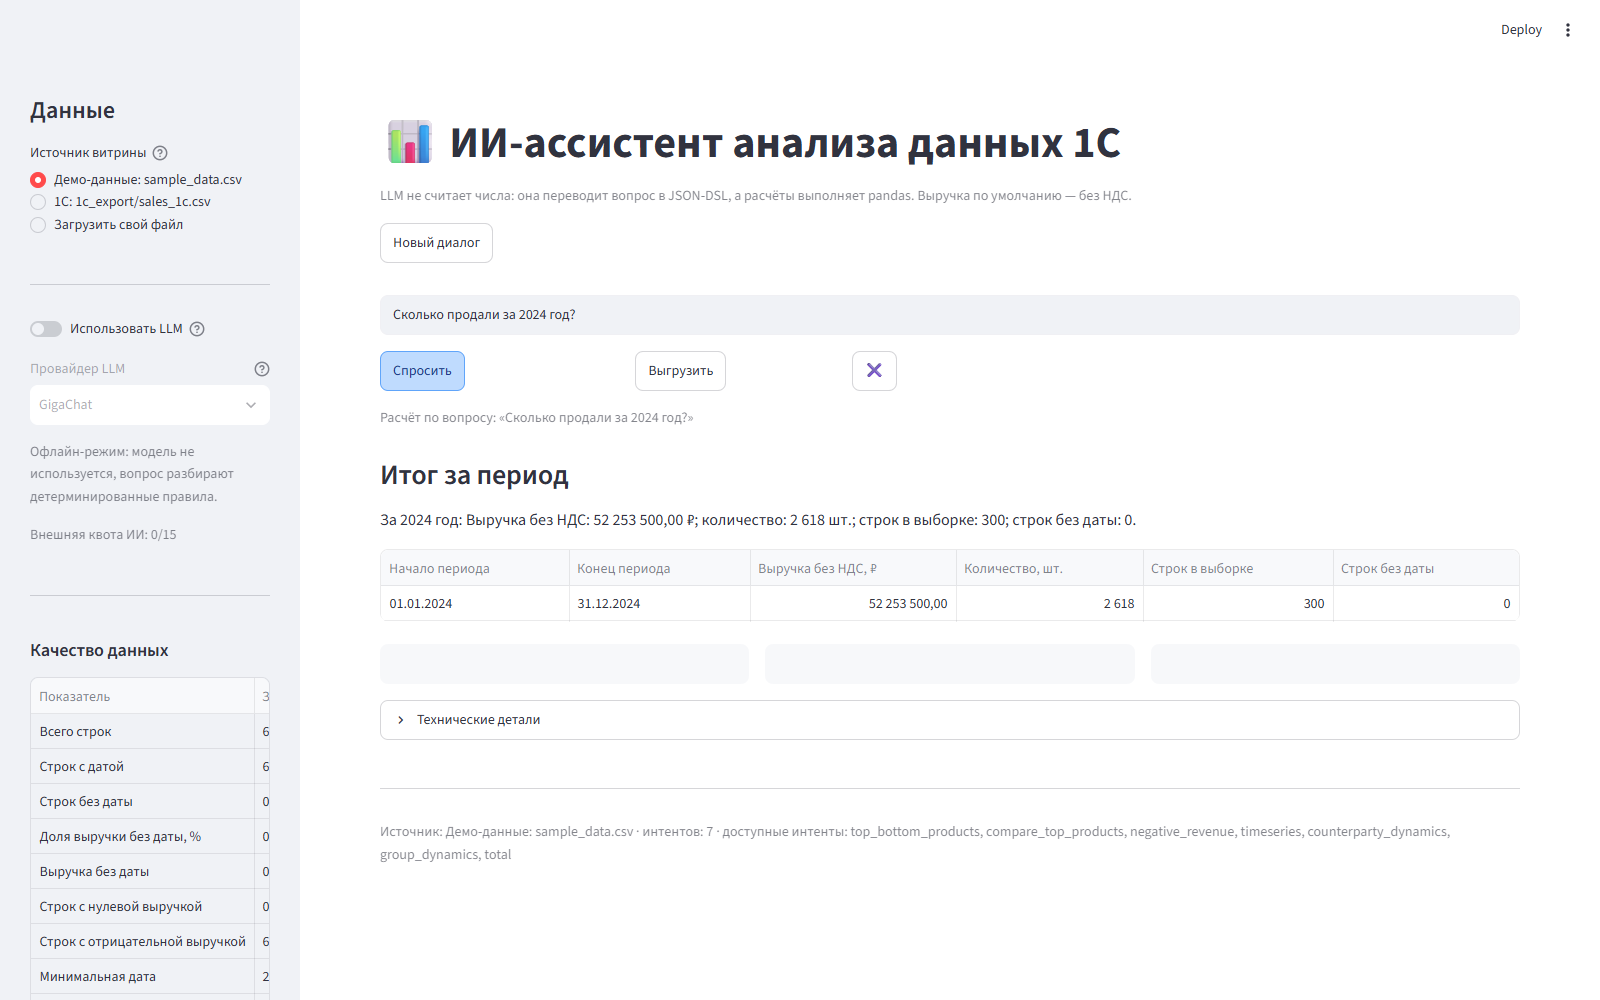 Deploy
Данные
Источник витрины
Демо-данные: sample_data.csv
1С: 1c_export/sales_1c.csv
Загрузить свой файл
Использовать LLM
Провайдер LLM
GigaChat
Офлайн-режим: модель не
используется, вопрос разбирают
детерминированные правила.
Внешняя квота ИИ: 0/15
Качество данных
Показатель З
Всего строк 6
Строк с датой 6
Строк без даты 0
Доля выручки без даты, % 0
Выручка без даты 0
Строк с нулевой выручкой 0
Строк с отрицательной выручкой 6
Минимальная дата 2
ИИ-ассистент анализа данных 1С
LLM не считает числа: она переводит вопрос в JSON-DSL, а расчёты выполняет pandas. Выручка по умолчанию — без НДС.
Новый диалог
Сколько продали за 2024 год?
Спросить Выгрузить
Расчёт по вопросу: «Сколько продали за 2024 год?»
Итог за период
За 2024 год: Выручка без НДС: 52 253 500,00 ₽; количество: 2 618 шт.; строк в выборке: 300; строк без даты: 0.
Начало периода Конец периода Выручка без НДС, ₽ Количество, шт. Строк в выборке Строк без даты
01.01.2024 31.12.2024 52 253 500,00 2 618 300 0
Технические детали
Источник: Демо-данные: sample_data.csv · интентов: 7 · доступные интенты: top_bottom_products, compare_top_products, negative_revenue, timeseries, counterparty_dynamics,
group_dynamics, total